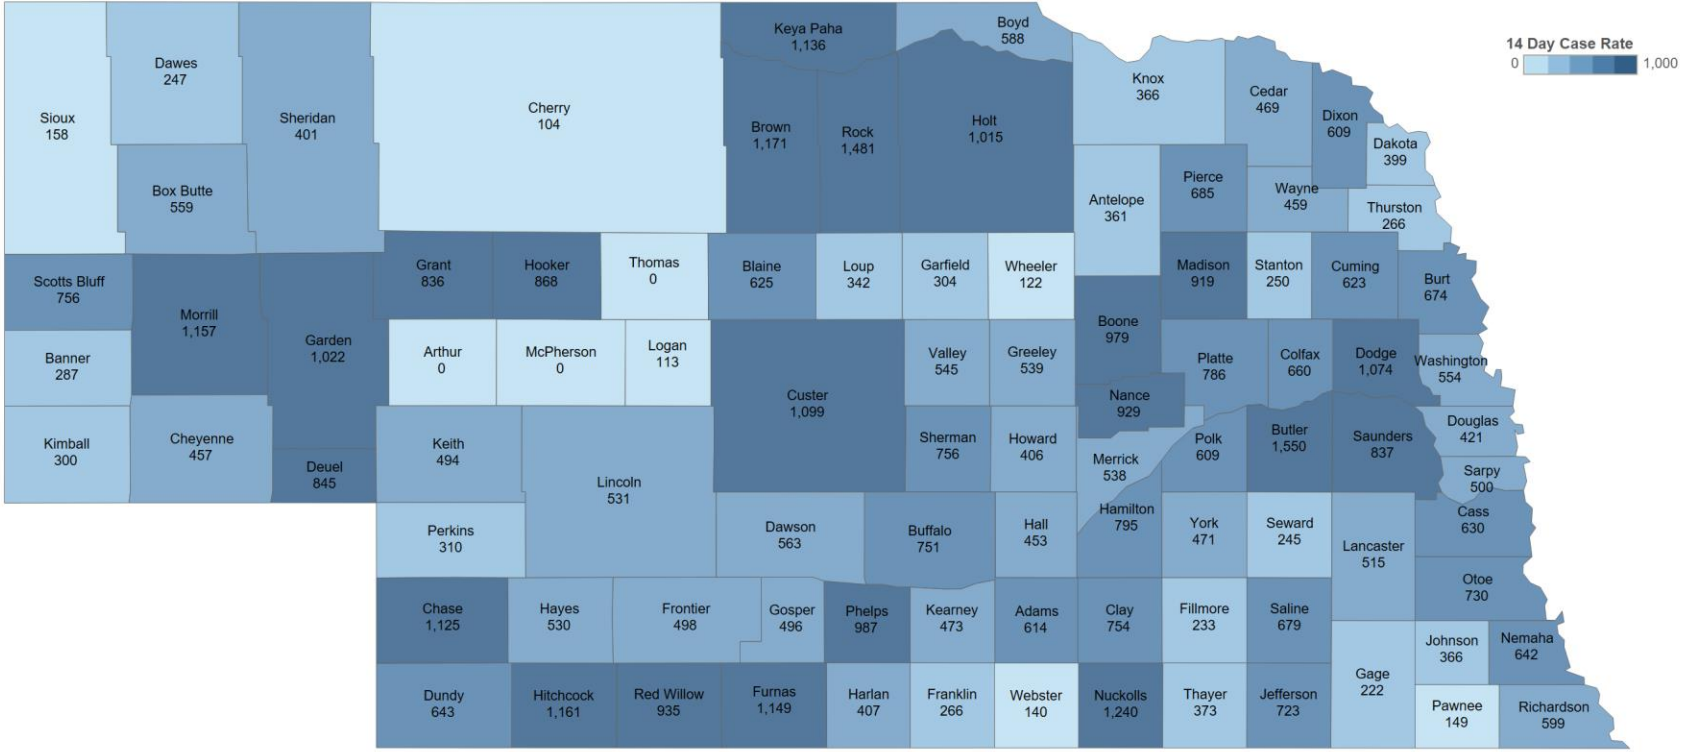 14 Day Case Rate
0 1,000
Sioux
158
Dawes
247
Box Butte
559
Sheridan
401
Cherry
104
Keya Paha
1,136
Boyd
588
Brown
1,171
Rock
1,481
Holt
1,015
Knox
366
Cedar
469
Dixon
609
Dakota
399
Antelope
361
Pierce
685
Wayne
459
Thurston
266
Scotts Bluff
756
Morrill
1,157
Garden
1,022
Grant
836
Hooker
868
Thomas
0
Blaine
625
Loup
342
Garfield
304
Wheeler
122
Madison
919
Stanton
250
Cuming
623
Burt
674
Banner
287
Arthur
0
McPherson
0
Logan
113
Custer
1,099
Valley
545
Greeley
539
Boone
979
Platte
786
Colfax
660
Dodge
1,074
Washington
554
Nance
929
Kimball
300
Cheyenne
457
Deuel
845
Keith
494
Lincoln
531
Sherman
756
Howard
406
Merrick
538
Polk
609
Butler
1,550
Saunders
837
Douglas
421
Sarpy
500
Perkins
310
Dawson
563
Buffalo
751
Hall
453
Hamilton
795
York
471
Seward
245
Lancaster
515
Cass
630
Otoe
730
Chase
1,125
Hayes
530
Frontier
498
Gosper
496
Phelps
987
Kearney
473
Adams
614
Clay
754
Fillmore
233
Saline
679
Gage
222
Johnson
366
Nemaha
642
Dundy
643
Hitchcock
1,161
Red Willow
935
Furnas
1,149
Harlan
407
Franklin
266
Webster
140
Nuckolls
1,240
Thayer
373
Jefferson
723
Pawnee
149
Richardson
599